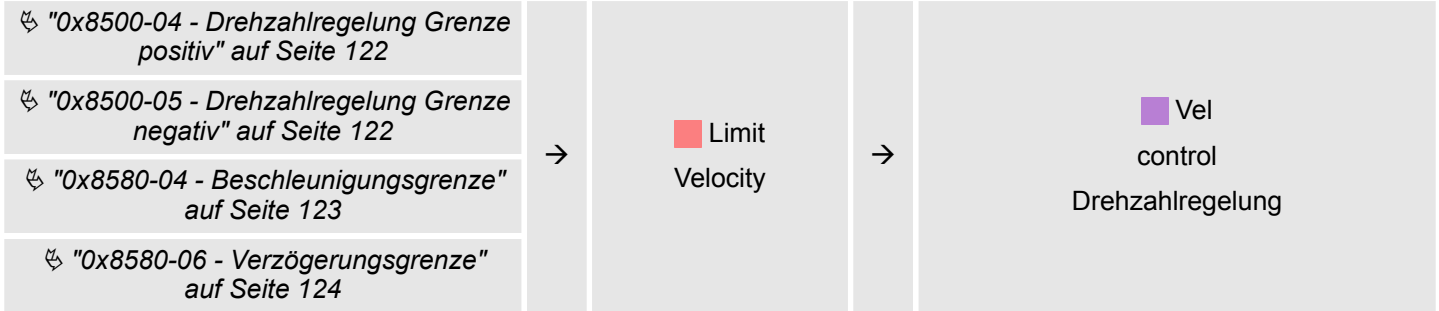 "0x8500-04 - Drehzahlregelung Grenze
positiv" auf Seite 122
"0x8500-05 - Drehzahlregelung Grenze
negativ" auf Seite 122
"0x8580-04 - Beschleunigungsgrenze"
auf Seite 123
"0x8580-06 - Verzögerungsgrenze"
auf Seite 124
→
Limit
Velocity
→
Vel
control
Drehzahlregelung